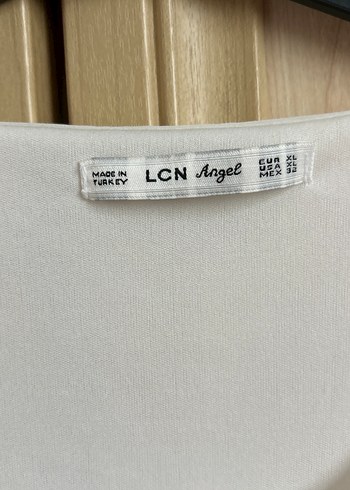 MADE IN
TURKEY
LCN Angel
EUR XL
USA XL
MEX 32